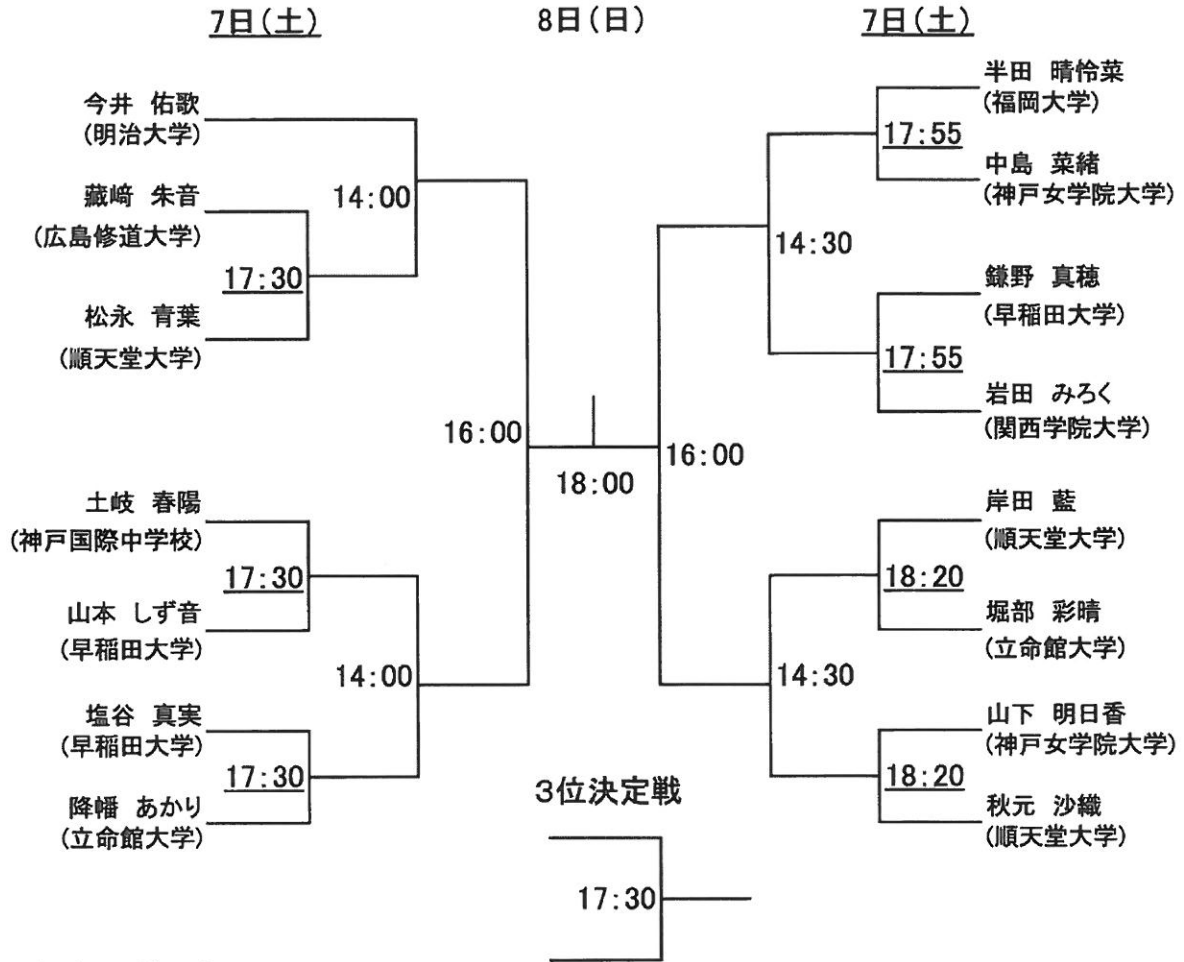 7日(土)
8日(日)
7日(土)
今井 佑歌
(明治大学)
藏﨑 朱音
(広島修道大学)
松永 青葉
(順天堂大学)
17:30
14:00
土岐 春陽
(神戸国際中学校)
山本 しず音
(早稲田大学)
17:30
塩谷 真実
(早稲田大学)
降幡 あかり
(立命館大学)
17:30
14:00
16:00
18:00
16:00
半田 晴怜菜
(福岡大学)
中島 菜緒
(神戸女学院大学)
17:55
14:30
鎌野 真穂
(早稲田大学)
岩田 みろく
(関西学院大学)
17:55
岸田 藍
(順天堂大学)
堀部 彩晴
(立命館大学)
18:20
14:30
山下 明日香
(神戸女学院大学)
秋元 沙織
(順天堂大学)
18:20
3位決定戦
17:30